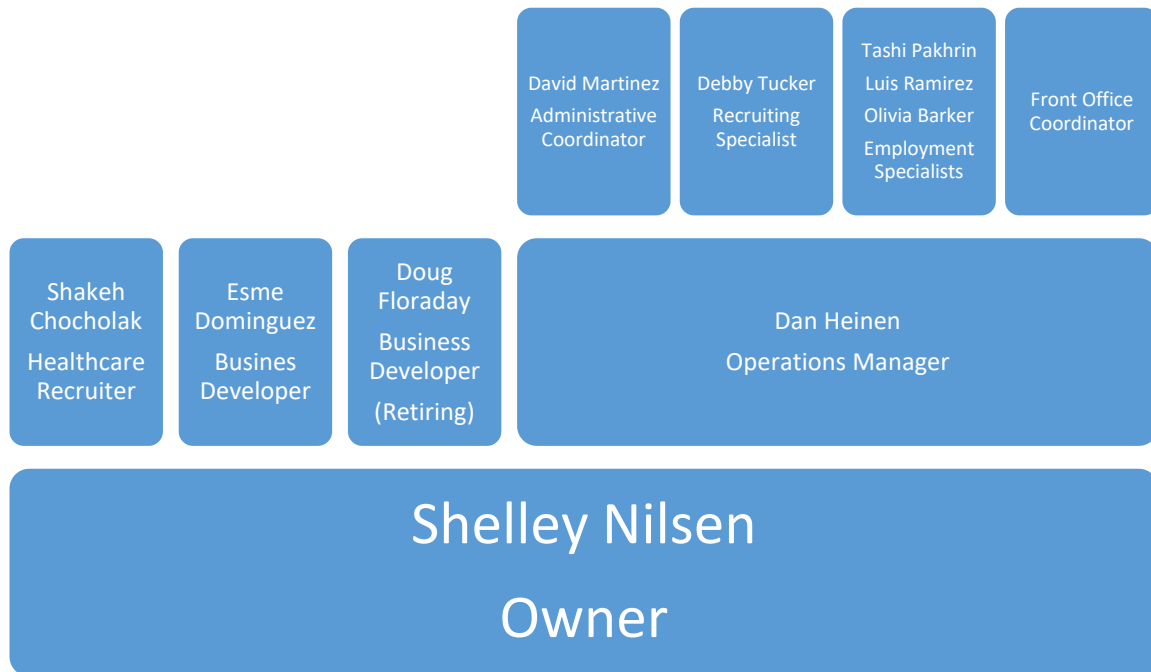 David Martinez
Administrative
Coordinator
Debby Tucker
Recruiting
Specialist
Tashi Pakhrin
Luis Ramirez
Olivia Barker
Employment
Specialists
Front Office
Coordinator
Shakeh
Chocholak
Healthcare
Recruiter
Esme
Dominguez
Busines
Developer
Doug
Floraday
Business
Developer
(Retiring)
Dan Heinen
Operations Manager
Shelley Nilsen
Owner